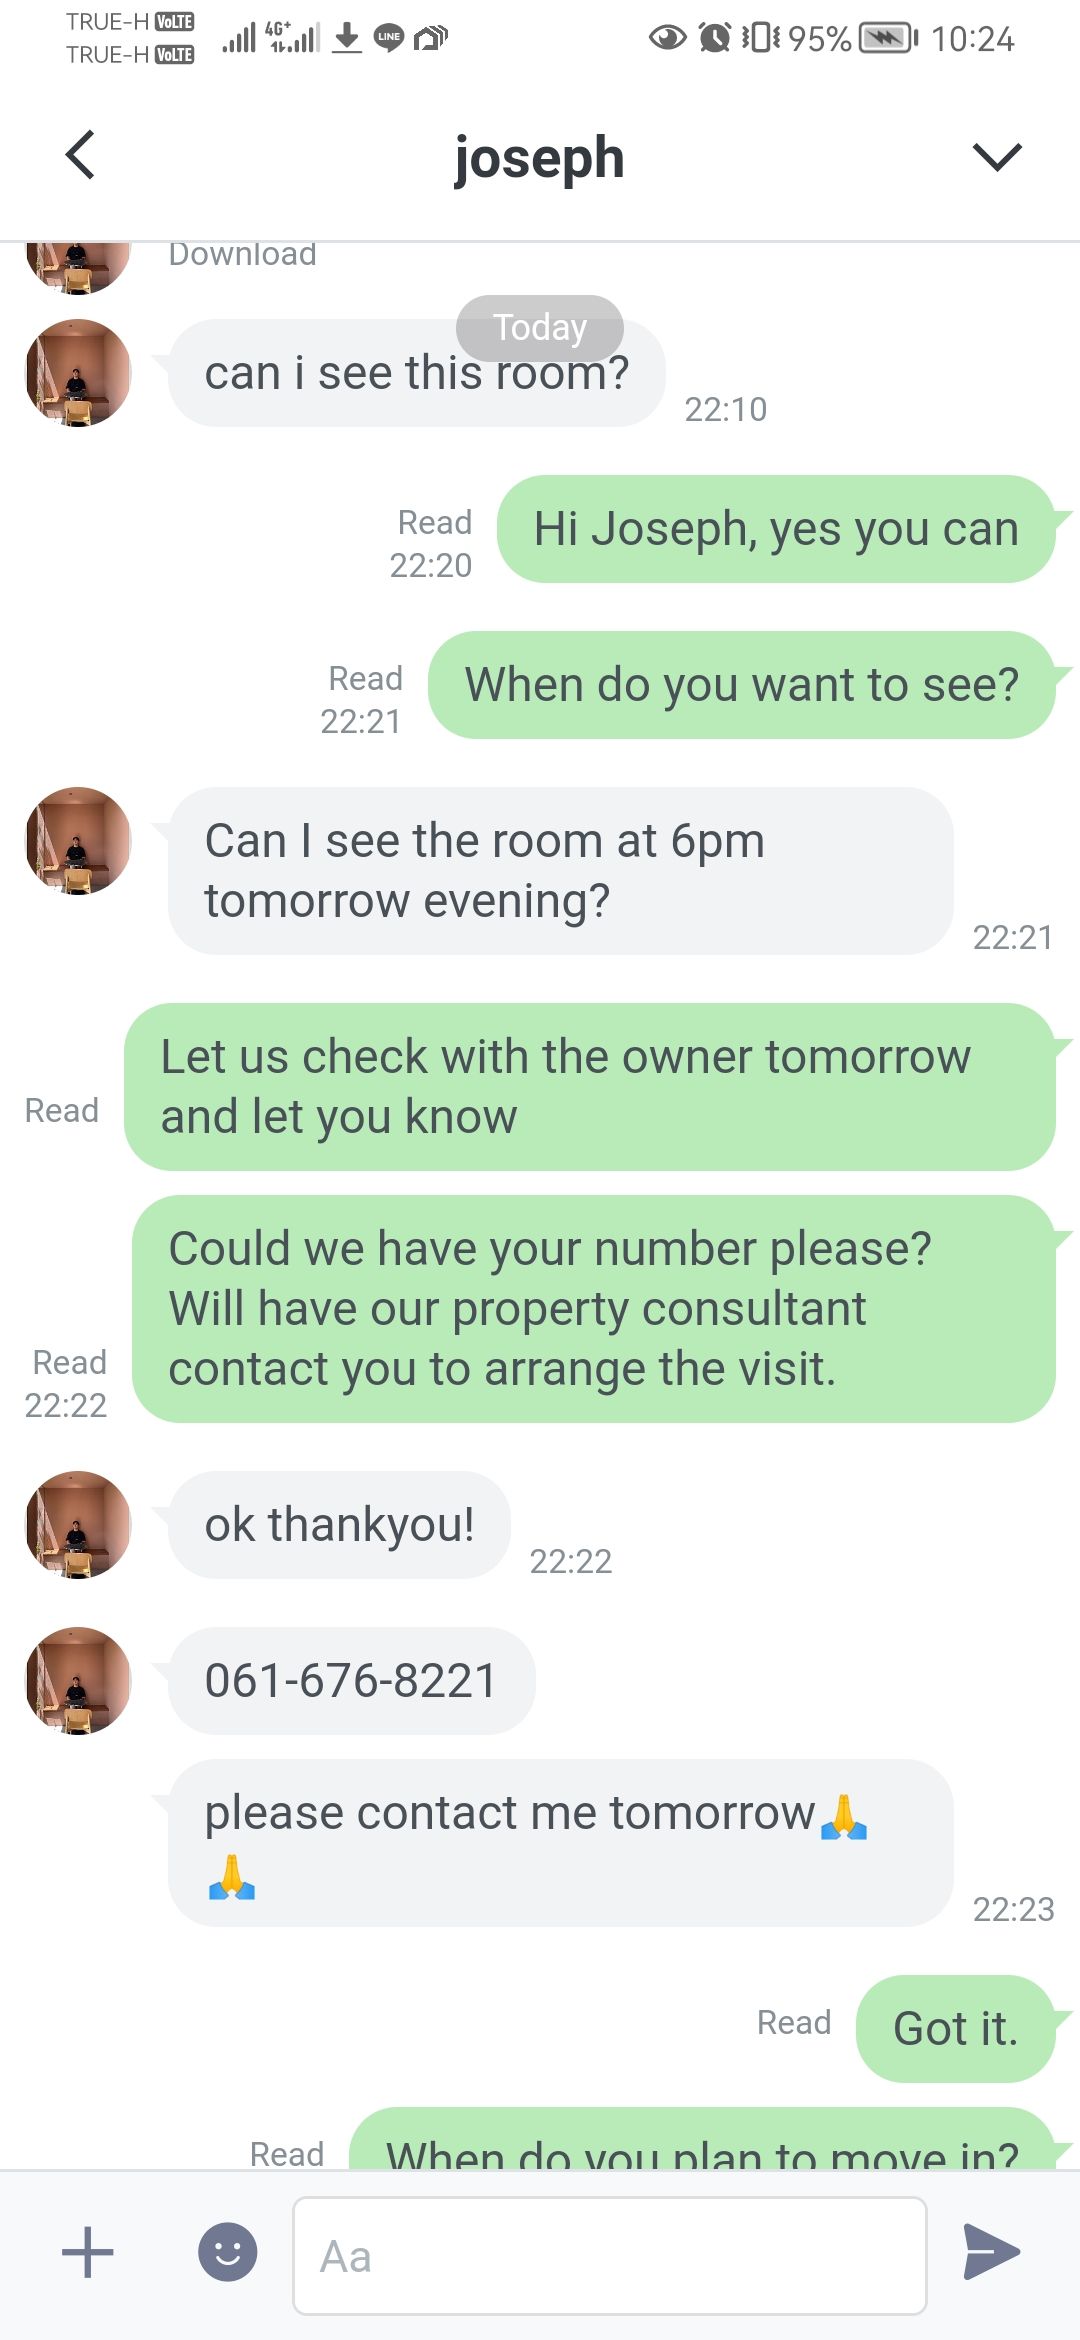 TRUE-H VoLTE
TRUE-H VoLTE
4G+
LINE
95%
10:24
joseph
Download
Today
can i see this room?
22:10
Read
22:20
Hi Joseph, yes you can
Read
22:21
When do you want to see?
Can I see the room at 6pm
tomorrow evening?
22:21
Read
Let us check with the owner tomorrow
and let you know
Read
22:22
Could we have your number please?
Will have our property consultant
contact you to arrange the visit.
ok thankyou!
22:22
061-676-8221
please contact me tomorrow🙏
🙏
22:23
Read
Got it.
Read
When do you plan to move in?
Aa